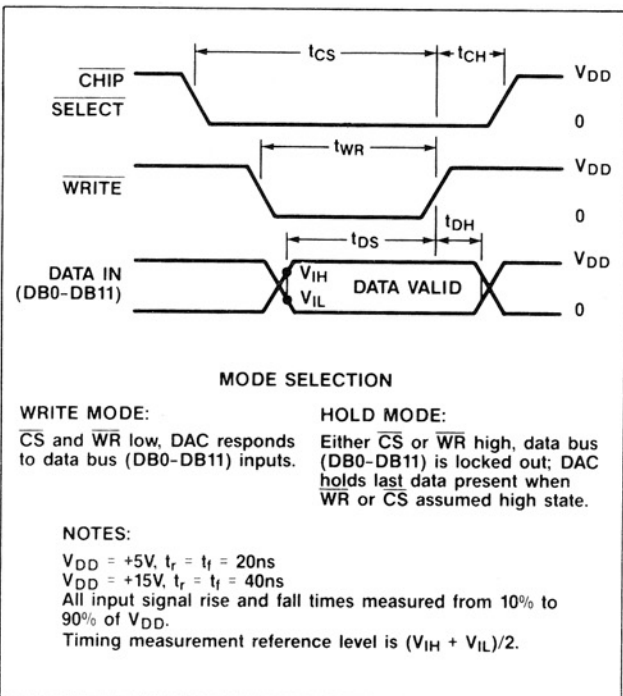 tCS
tCH
CHIP
SELECT
VDD
0
tWR
WRITE
VDD
0
tDH
tDS
DATA IN
(DB0-DB11)
VIH
VIL
DATA VALID
VDD
0
MODE SELECTION
WRITE MODE:
CS and WR low, DAC responds
to data bus (DB0-DB11) inputs.
HOLD MODE:
Either CS or WR high, data bus
(DB0-DB11) is locked out; DAC
holds last data present when
WR or CS assumed high state.
NOTES:
VDD = +5V, tr = tf = 20ns
VDD = +15V, tr = tf = 40ns
All input signal rise and fall times measured from 10% to
90% of VDD.
Timing measurement reference level is (VIH + VIL)/2.